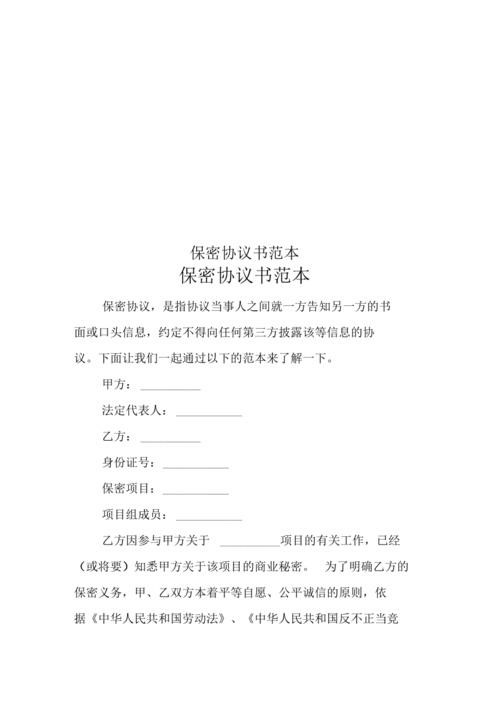 保密协议书范本
保密协议书范本
保密协议，是指协议当事人之间就一方告知另一方的书
面或口头信息，约定不得向任何第三方披露该等信息的协
议。下面让我们一起通过以下的范本来了解一下。
甲方：__________
法定代表人：___________
乙方：__________
身份证号：___________
保密项目：___________
项目组成员：___________
乙方因参与甲方关于 __________项目的有关工作，已经
（或将要）知悉甲方关于该项目的商业秘密。 为了明确乙方的
保密义务，甲、乙双方本着平等自愿、公平诚信的原则，依
据《中华人民共和国劳动法》、《中华人民共和国反不正当竞